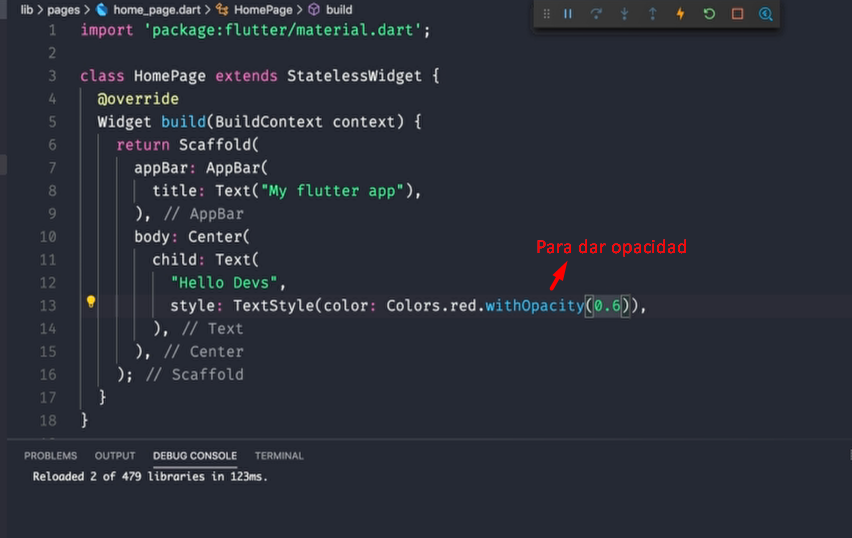 lib > pages > home_page.dart > HomePage > build
1 import 'package:flutter/material.dart';
2
3 class HomePage extends StatelessWidget {
4 @override
5 Widget build(BuildContext context) {
6 return Scaffold(
7 appBar: AppBar(
8 title: Text("My flutter app"),
9 ), // AppBar
10 body: Center(
Para dar opacidad
11 child: Text(
12 "Hello Devs",
13 style: TextStyle(color: Colors.red.withOpacity(0.6)),
14 ), // Text
15 ), // Center
16 ); // Scaffold
17 }
18 }
PROBLEMS OUTPUT DEBUG CONSOLE TERMINAL
Reloaded 2 of 479 libraries in 123ms.